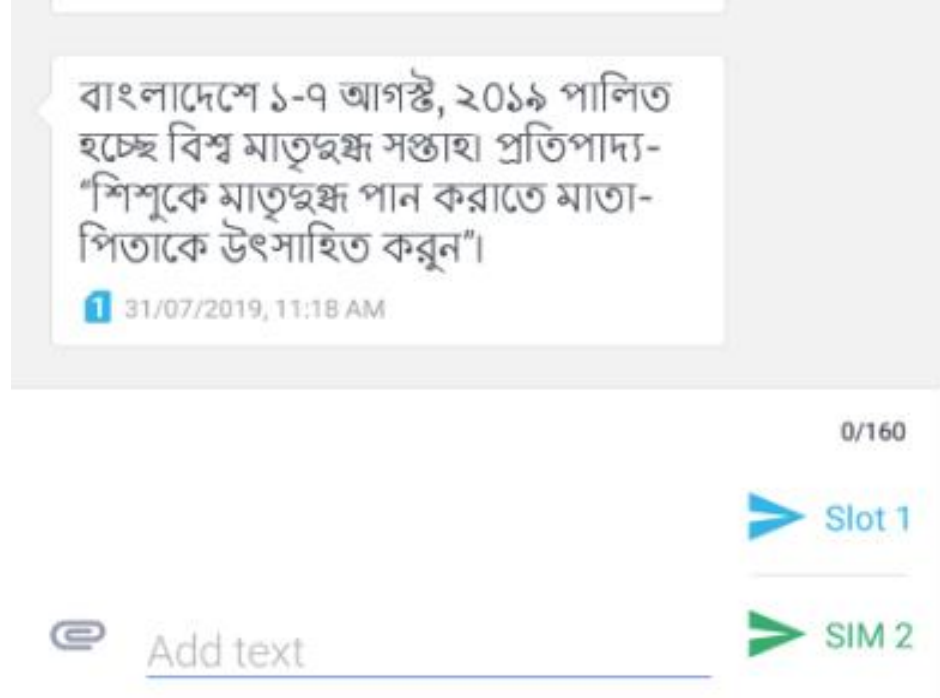 বাংলাদেশে ১-৭ আগস্ট, ২০১৯ পালিত
হচ্ছে বিশ্ব মাতৃদুগ্ধ সপ্তাহ। প্রতিপাদ্য-
"শিশুকে মাতৃদুগ্ধ পান করাতে মাতা-
পিতাকে উৎসাহিত করুন"।
1 31/07/2019, 11:18 AM
0/160
Slot 1
Add text
SIM 2